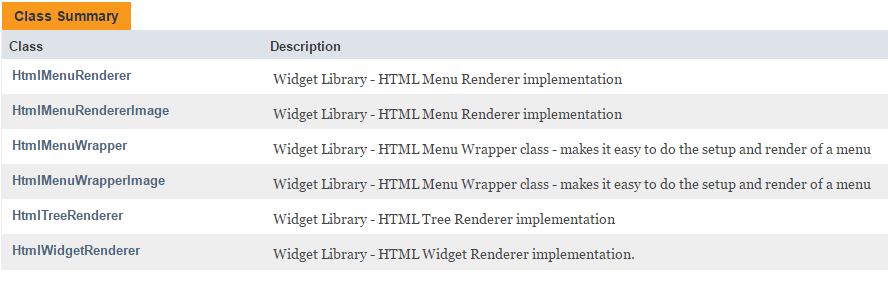 Class Summary
Class Description
HtmlMenuRenderer Widget Library - HTML Menu Renderer implementation
HtmlMenuRendererImage Widget Library - HTML Menu Renderer implementation
HtmlMenuWrapper Widget Library - HTML Menu Wrapper class - makes it easy to do the setup and render of a menu
HtmlMenuWrapperImage Widget Library - HTML Menu Wrapper class - makes it easy to do the setup and render of a menu
HtmlTreeRenderer Widget Library - HTML Tree Renderer implementation
HtmlWidgetRenderer Widget Library - HTML Widget Renderer implementation.